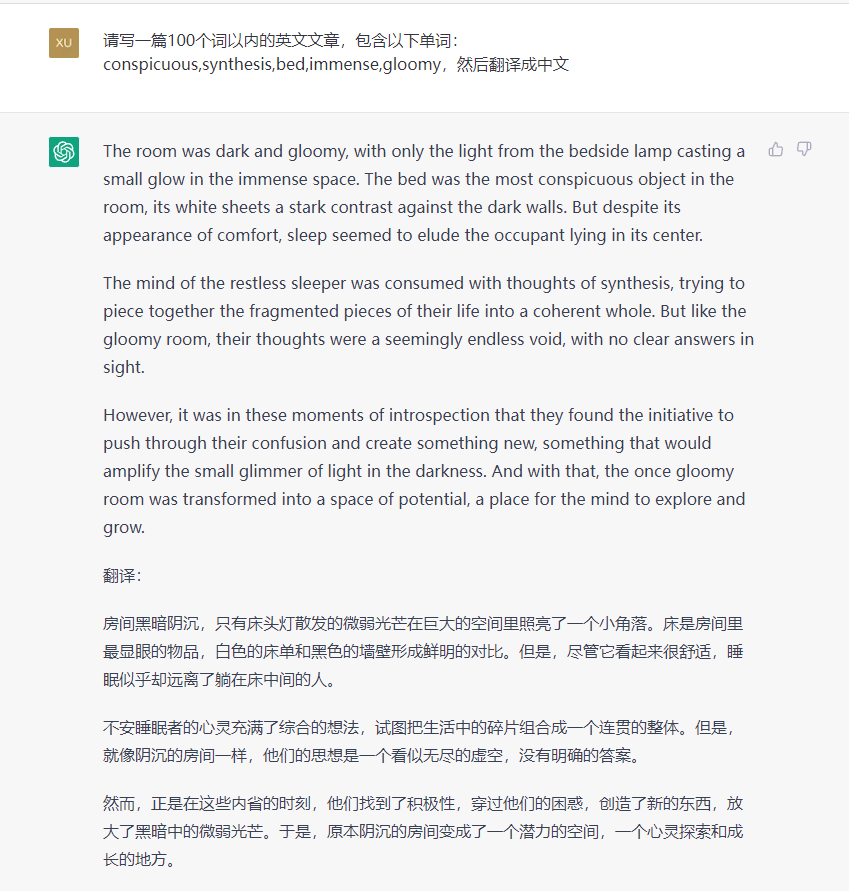 XU
请写一篇100个词以内的英文文章，包含以下单词：
conspicuous,synthesis,bed,immense,gloomy，然后翻译成中文
The room was dark and gloomy, with only the light from the bedside lamp casting a
small glow in the immense space. The bed was the most conspicuous object in the
room, its white sheets a stark contrast against the dark walls. But despite its
appearance of comfort, sleep seemed to elude the occupant lying in its center.
The mind of the restless sleeper was consumed with thoughts of synthesis, trying to
piece together the fragmented pieces of their life into a coherent whole. But like the
gloomy room, their thoughts were a seemingly endless void, with no clear answers in
sight.
However, it was in these moments of introspection that they found the initiative to
push through their confusion and create something new, something that would
amplify the small glimmer of light in the darkness. And with that, the once gloomy
room was transformed into a space of potential, a place for the mind to explore and
grow.
翻译：
房间黑暗阴沉，只有床头灯散发的微弱光芒在巨大的空间里照亮了一个小角落。床是房间里
最显眼的物品，白色的床单和黑色的墙壁形成鲜明的对比。但是，尽管它看起来很舒适，睡
眠似乎却远离了躺在床中间的人。
不安睡眠者的心灵充满了综合的想法，试图把生活中的碎片组合成一个连贯的整体。但是，
就像阴沉的房间一样，他们的思想是一个看似无尽的虚空，没有明确的答案。
然而，正是在这些内省的时刻，他们找到了积极性，穿过他们的困惑，创造了新的东西，放
大了黑暗中的微弱光芒。于是，原本阴沉的房间变成了一个潜力的空间，一个心灵探索和成
长的地方。